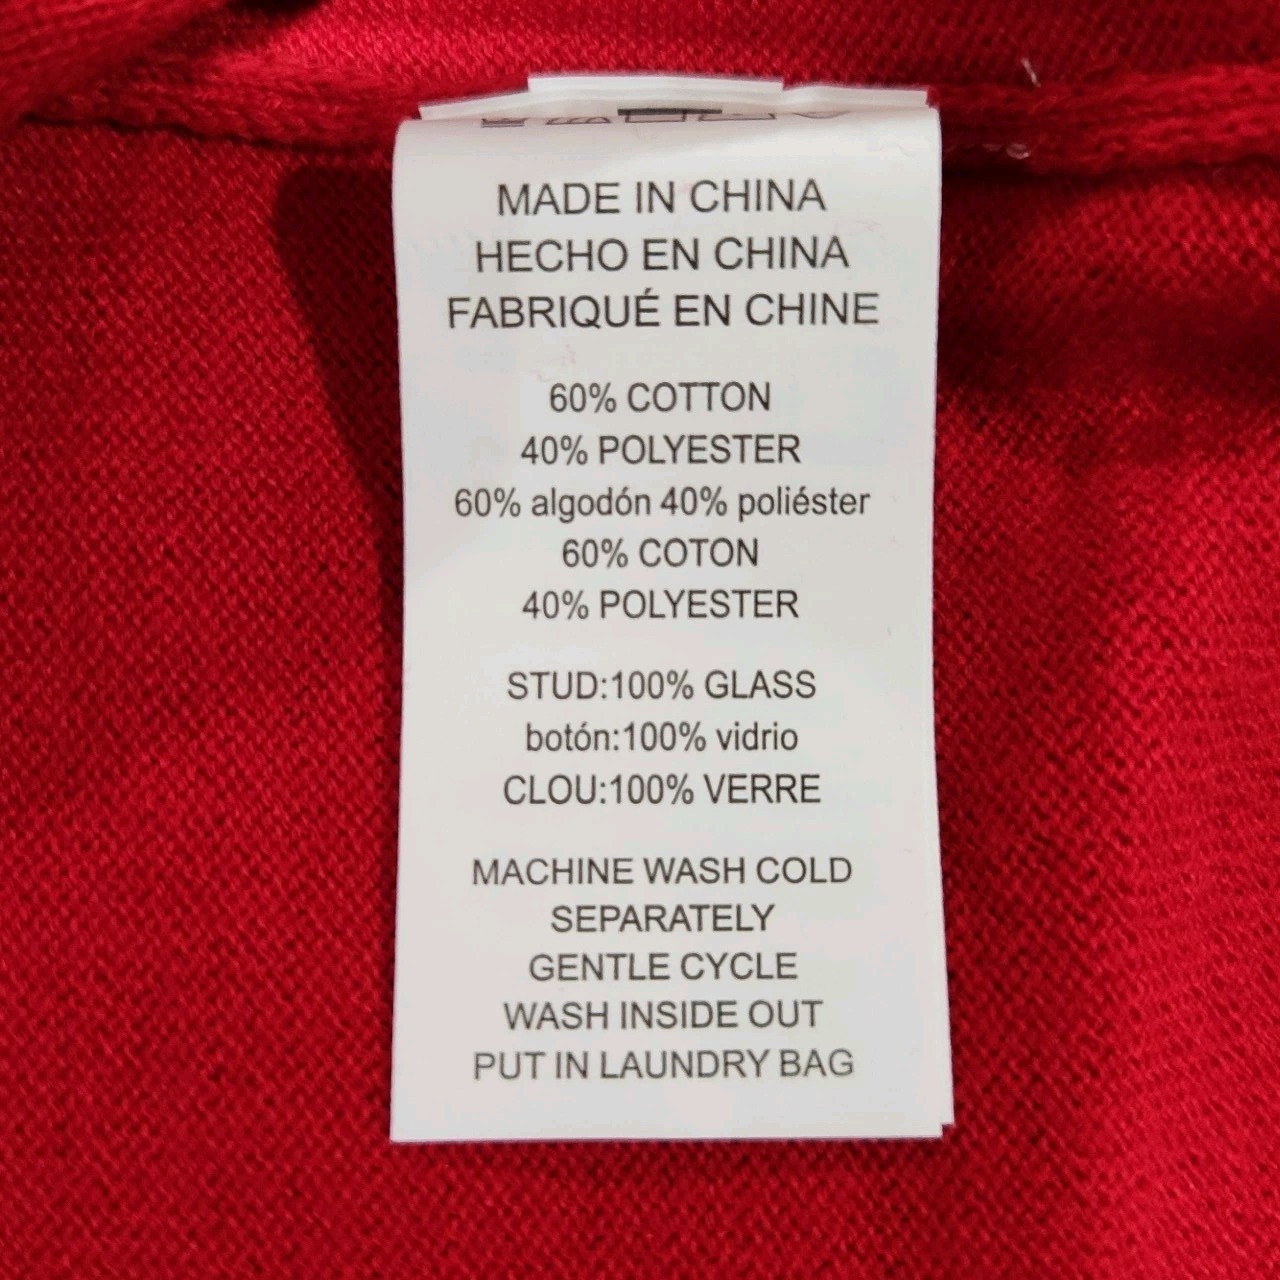 MADE IN CHINA
HECHO EN CHINA
FABRIQUÉ EN CHINE
60% COTTON
40% POLYESTER
60% algodón 40% poliéster
60% COTON
40% POLYESTER
STUD:100% GLASS
botón:100% vidrio
CLOU:100% VERRE
MACHINE WASH COLD
SEPARATELY
GENTLE CYCLE
WASH INSIDE OUT
PUT IN LAUNDRY BAG